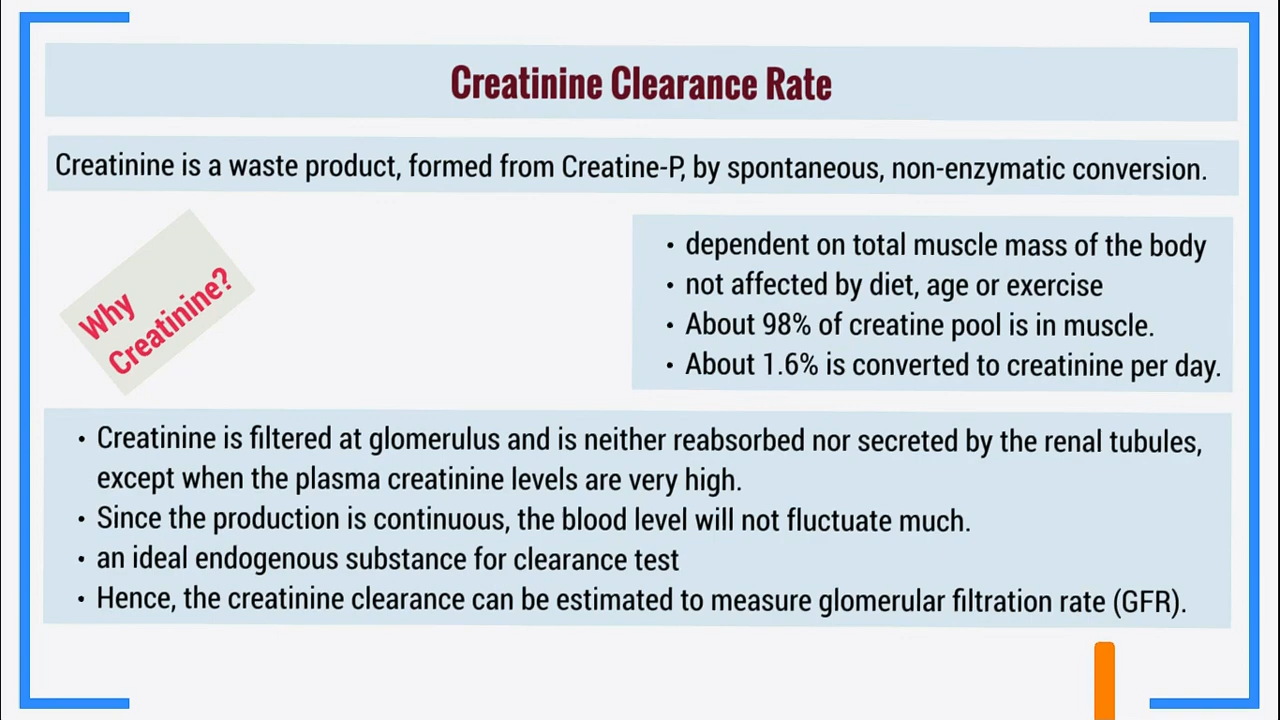 Creatinine Clearance Rate
Creatinine is a waste product, formed from Creatine-P, by spontaneous, non-enzymatic conversion.
Why
Creatinine?
• dependent on total muscle mass of the body
• not affected by diet, age or exercise
• About 98% of creatine pool is in muscle.
• About 1.6% is converted to creatinine per day.
• Creatinine is filtered at glomerulus and is neither reabsorbed nor secreted by the renal tubules,
except when the plasma creatinine levels are very high.
• Since the production is continuous, the blood level will not fluctuate much.
• an ideal endogenous substance for clearance test
• Hence, the creatinine clearance can be estimated to measure glomerular filtration rate (GFR).